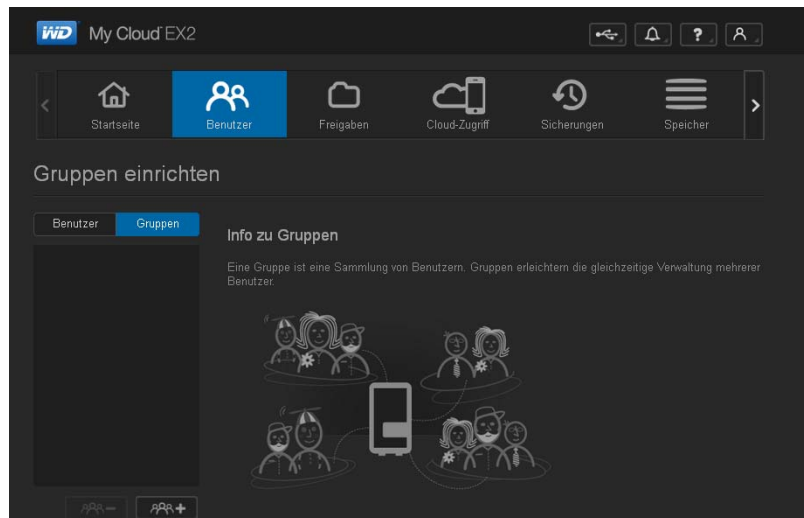 WD My Cloud EX2
?
Startseite
Benutzer
Freigaben
Cloud-Zugriff
Sicherungen
Speicher
Gruppen einrichten
Benutzer
Gruppen
Info zu Gruppen
Eine Gruppe ist eine Sammlung von Benutzern. Gruppen erleichtern die gleichzeitige Verwaltung mehrerer
Benutzer.